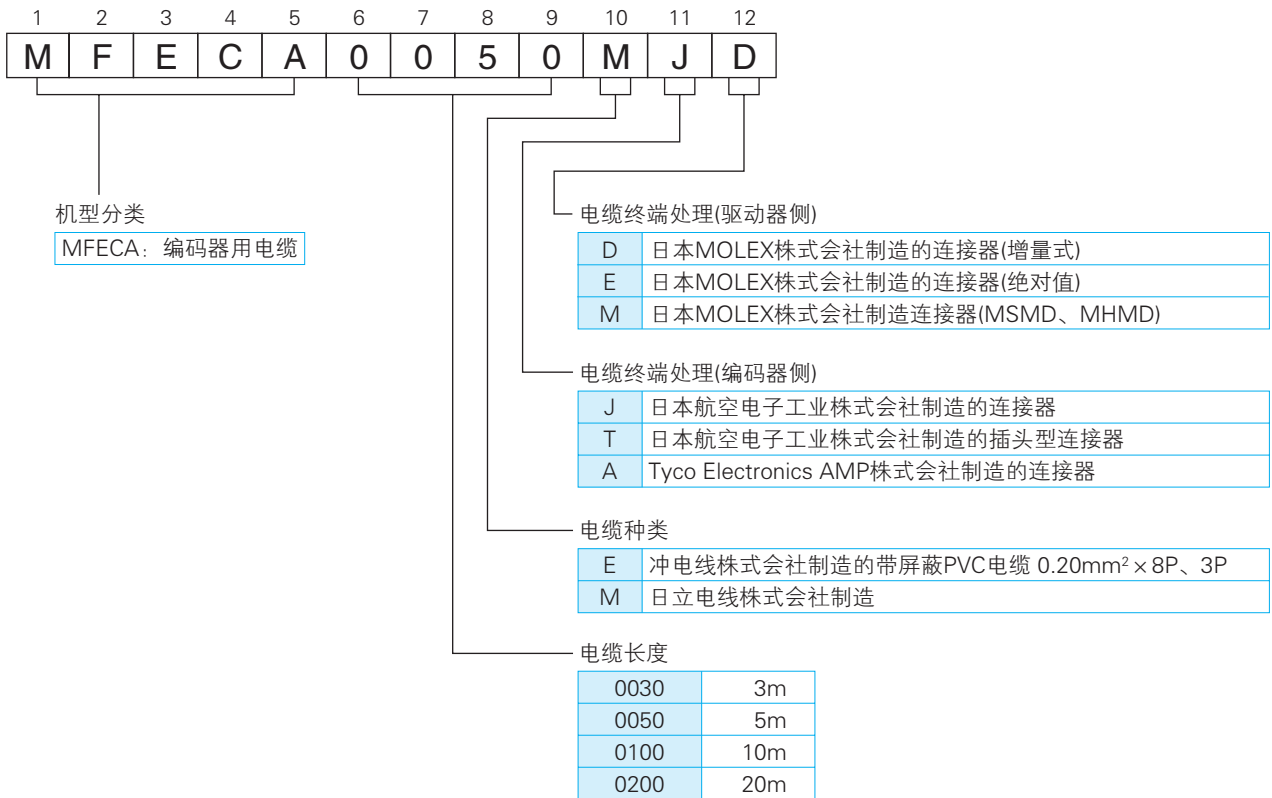 1 2 3 4 5 6 7 8 9 10 11 12
M F E C A 0 0 5 0 M J D
机型分类
MFECA：编码器用电缆
电缆终端处理(驱动器侧)
D 日本MOLEX株式会社制造的连接器(增量式)
E 日本MOLEX株式会社制造的连接器(绝对值)
M 日本MOLEX株式会社制造连接器(MSMD、MHMD)
电缆终端处理(编码器侧)
J 日本航空电子工业株式会社制造的连接器
T 日本航空电子工业株式会社制造的插头型连接器
A Tyco Electronics AMP株式会社制造的连接器
电缆种类
E 冲电线株式会社制造的带屏蔽PVC电缆 0.20mm²×8P、3P
M 日立电线株式会社制造
电缆长度
0030 3m
0050 5m
0100 10m
0200 20m